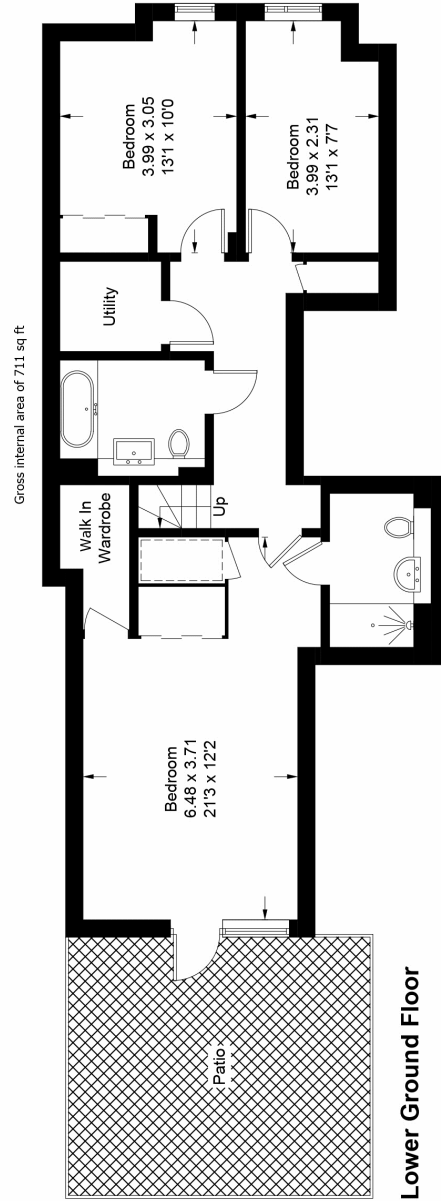 Gross internal area of 711 sq ft
Bedroom
3.99 x 3.05
13'1 x 10'0
Bedroom
3.99 x 2.31
13'1 x 7'7
Utility
Walk In
Wardrobe
Up
Bedroom
6.48 x 3.71
21'3 x 12'2
Patio
Lower Ground Floor